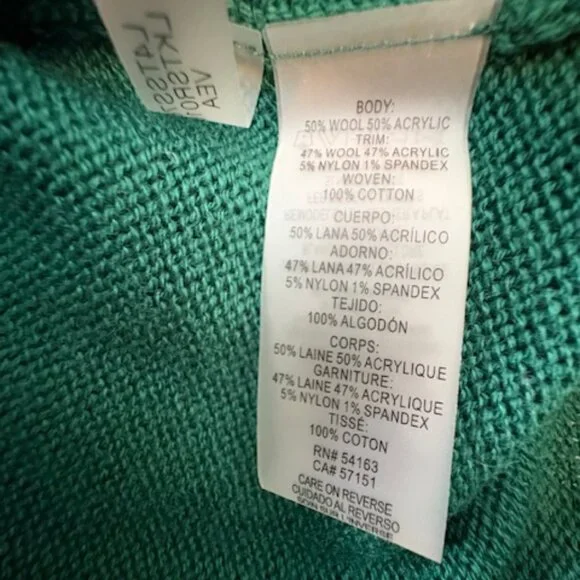 BODY:
50% WOOL 50% ACRYLIC
TRIM:
47% WOOL 47% ACRYLIC
5% NYLON 1% SPANDEX
WOVEN:
100% COTTON
CUERPO:
50% LANA 50% ACRÍLICO
ADORNO:
47% LANA 47% ACRÍLICO
5% NYLON 1% SPANDEX
TEJIDO:
100% ALGODÓN
CORPS:
50% LAINE 50% ACRYLIQUE
GARNITURE:
47% LAINE 47% ACRYLIQUE
5% NYLON 1% SPANDEX
TISSÉ:
100% COTON
RN# 54163
CA# 57151
CARE ON REVERSE
CUIDADO AL REVERSO
SOIN SUR L'INVERSE